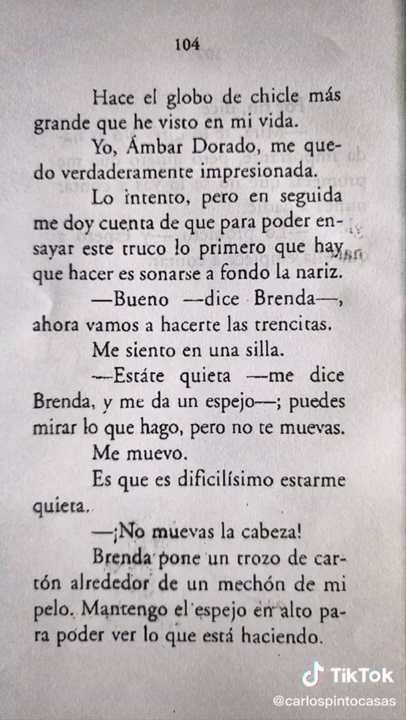 104
Hace el globo de chicle más
grande que he visto en mi vida.
Yo, Ámbar Dorado, me que-
do verdaderamente impresionada.
Lo intento, pero en seguida
me doy cuenta de que para poder en-
sayar este truco lo primero que hay
que hacer es sonarse a fondo la nariz.
—Bueno —dice Brenda—,
ahora vamos a hacerte las trencitas.
Me siento en una silla.
—Estáte quieta —me dice
Brenda, y me da un espejo—; puedes
mirar lo que hago, pero no te muevas.
Me muevo.
Es que es dificilísimo estarme
quieta.
—¡No muevas la cabeza!
Brenda pone un trozo de car-
tón alrededor de un mechón de mi
pelo. Mantengo el espejo en alto pa-
ra poder ver lo que está haciendo.
TikTok
@carlospintocasas